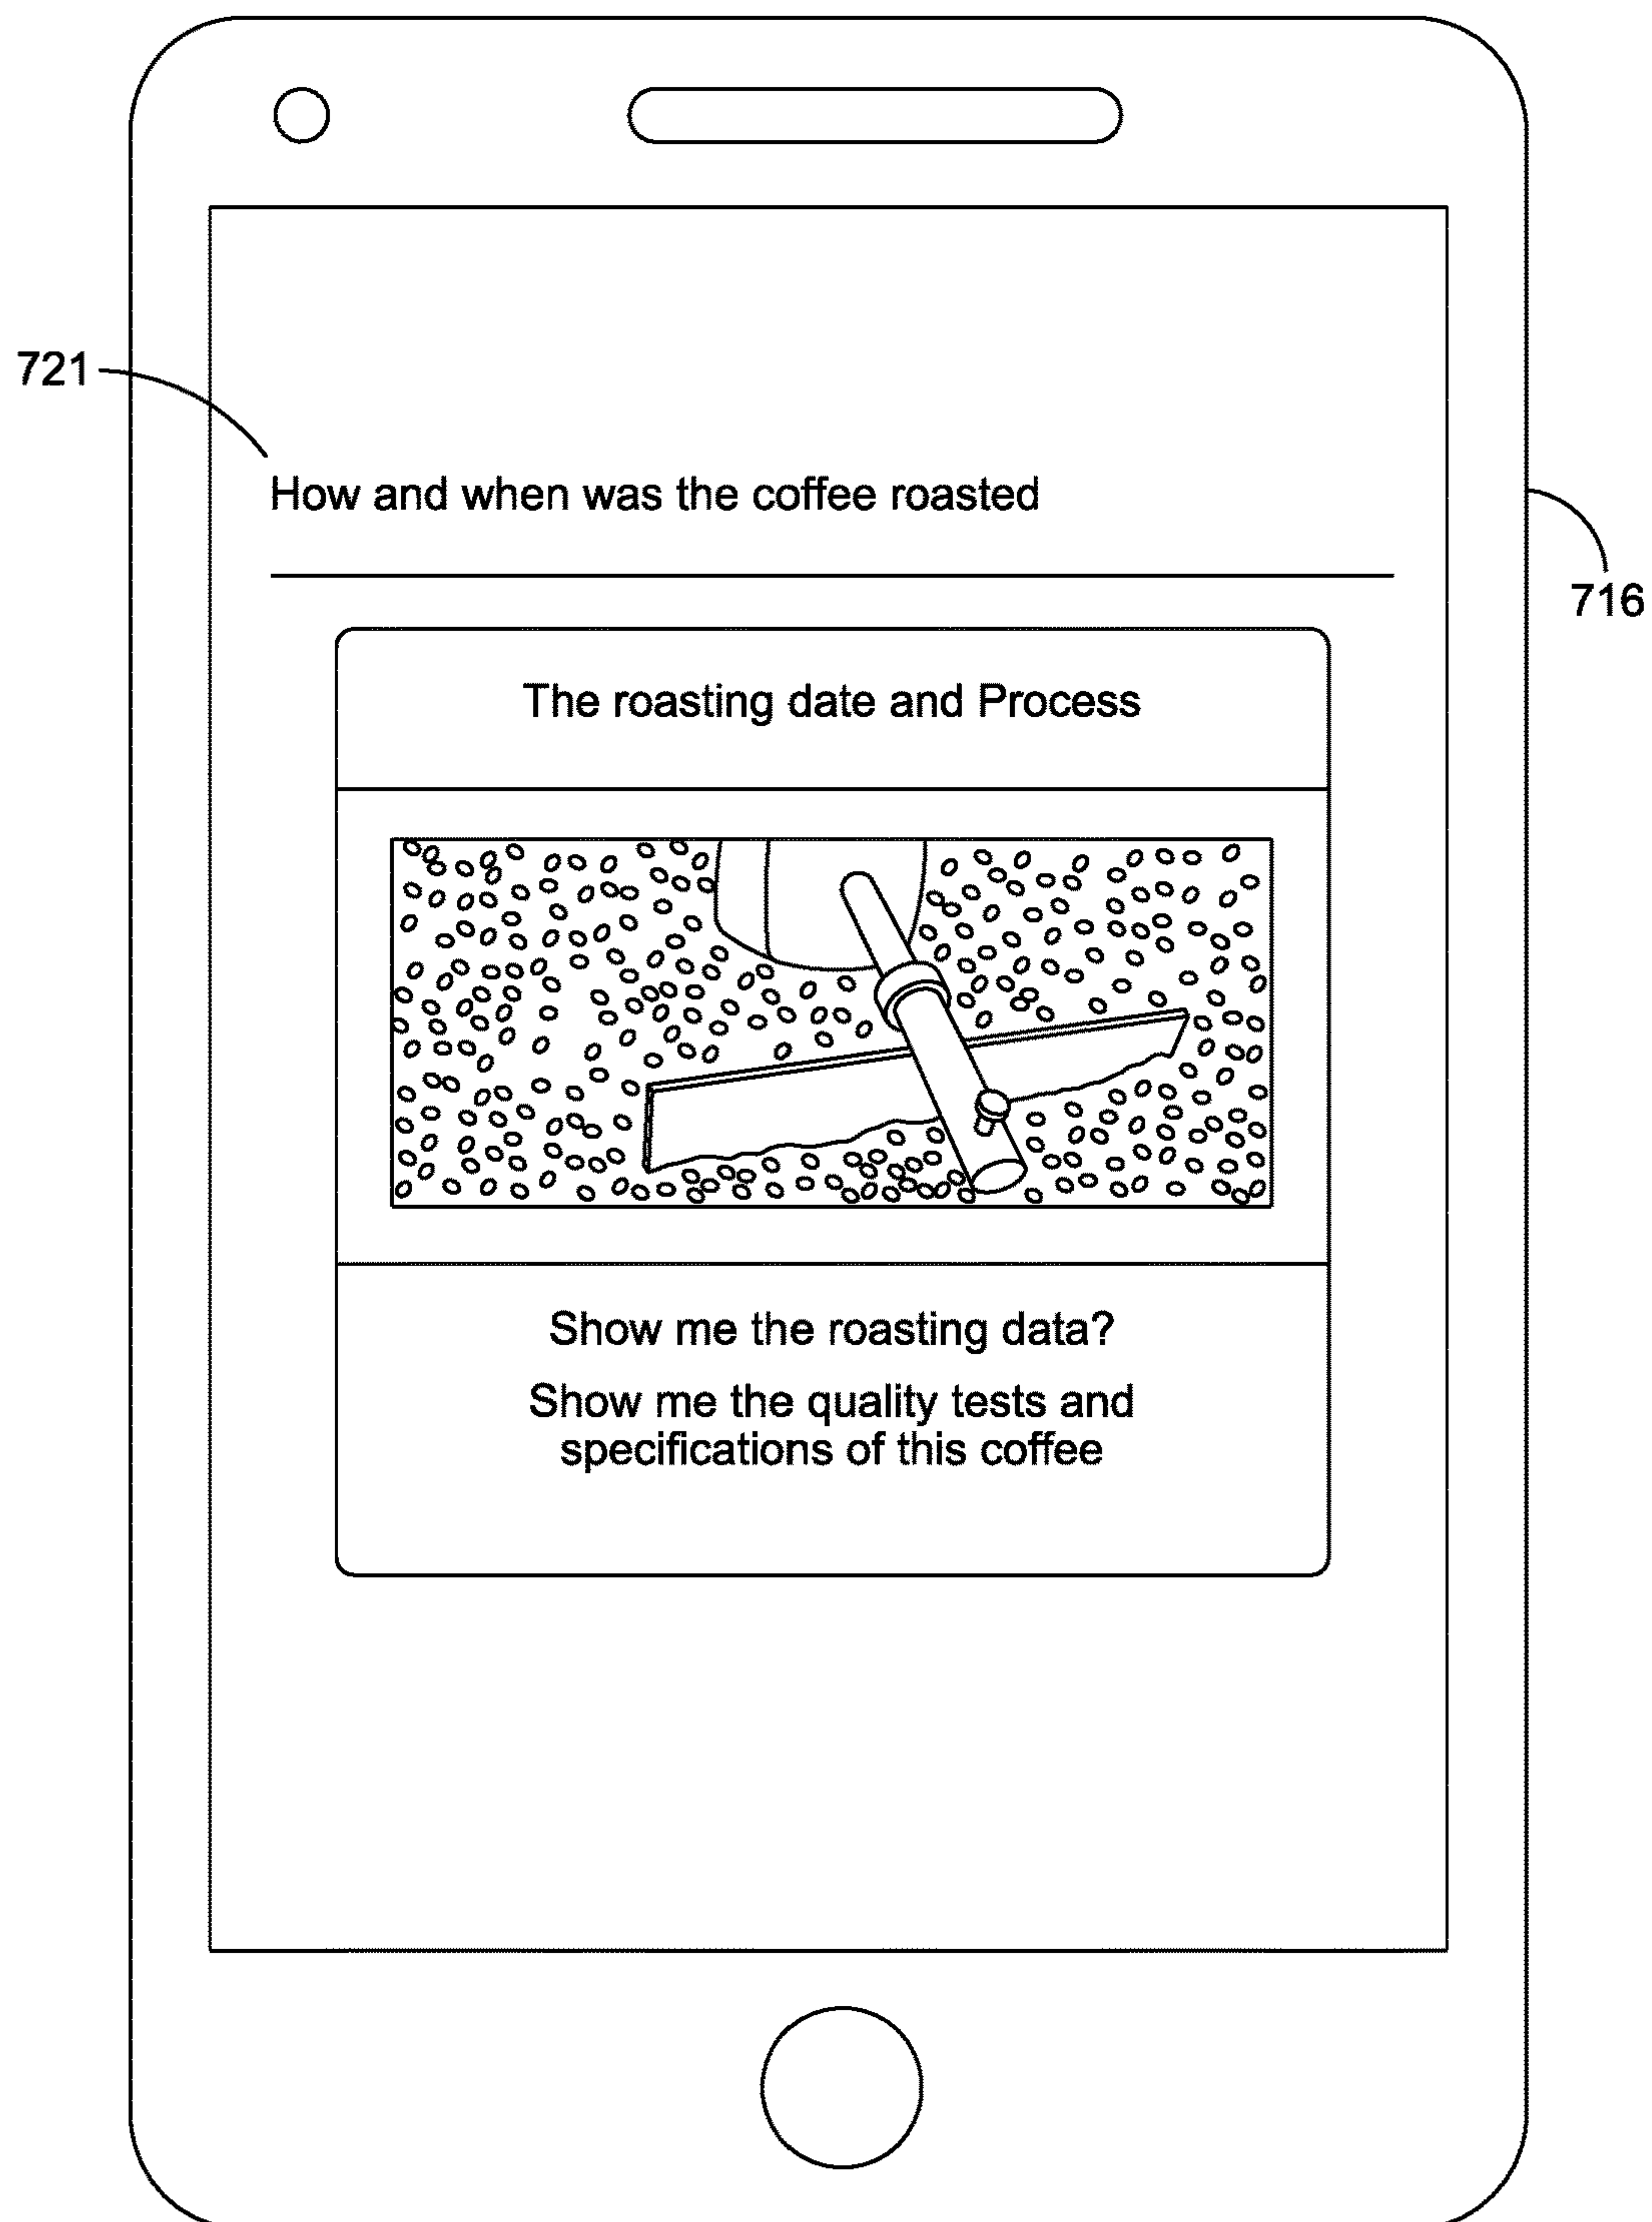 721
How and when was the coffee roasted
716
The roasting date and Process
Show me the roasting data?
Show me the quality tests and
specifications of this coffee